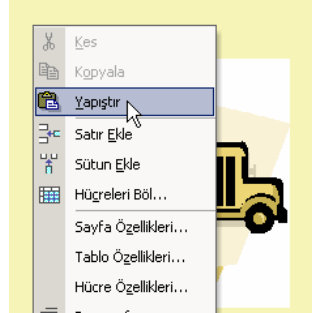 Kes
Kopyala
Yapıştır
Satır Ekle
Sütun Ekle
Hücreleri Böl...
Sayfa Özellikleri...
Tablo Özellikleri...
Hücre Özellikleri...